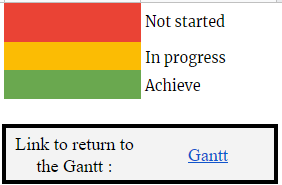 Not started
In progress
Achieve
Link to return to
the Gantt :
Gantt